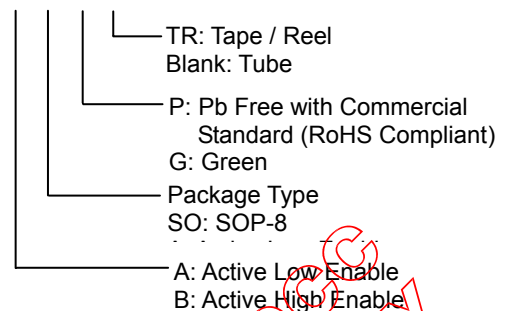 TR: Tape / Reel
Blank: Tube
P: Pb Free with Commercial
Standard (RoHS Compliant)
G: Green
Package Type
SO: SOP-8
A: Active Low Enable
B: Active High Enable